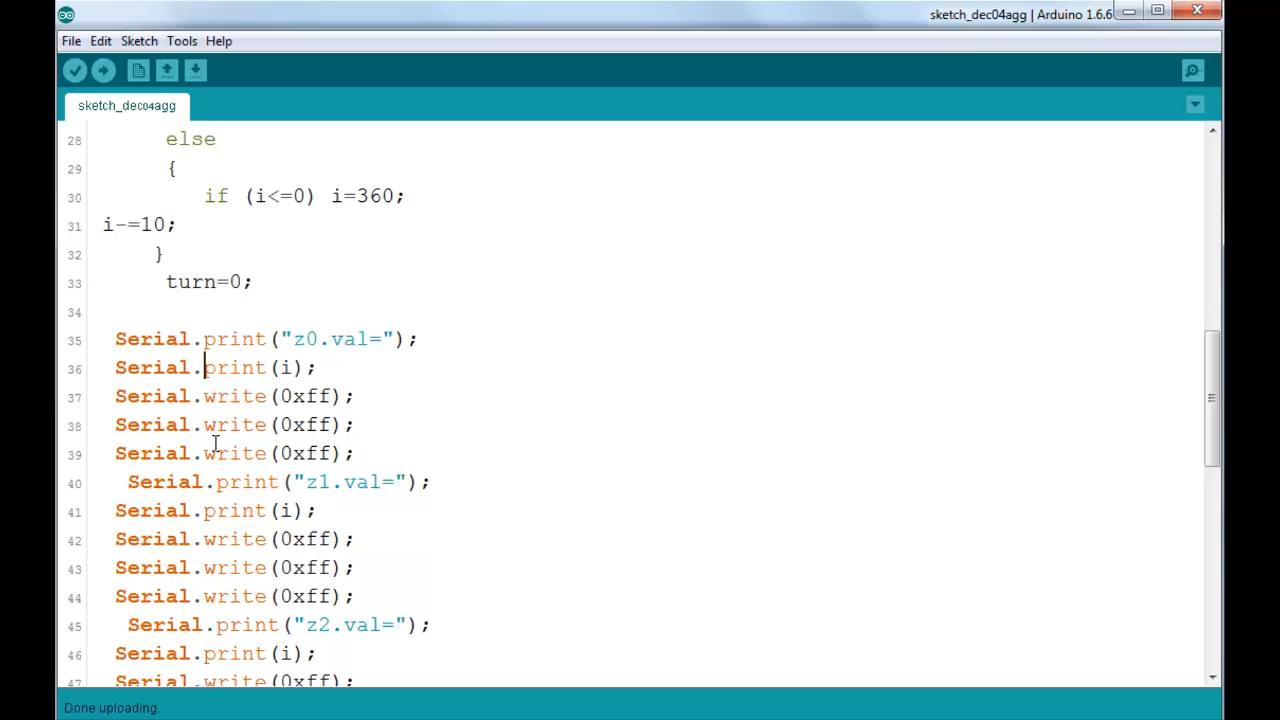 sketch_dec04agg | Arduino 1.6.6
File Edit Sketch Tools Help
sketch_dec04agg
28 else
29 {
30 if (i<=0) i=360;
31 i-=10;
32 }
33 turn=0;
34
35 Serial.print("z0.val=");
36 Serial.print(i);
37 Serial.write(0xff);
38 Serial.write(0xff);
39 Serial.write(0xff);
40 Serial.print("z1.val=");
41 Serial.print(i);
42 Serial.write(0xff);
43 Serial.write(0xff);
44 Serial.write(0xff);
45 Serial.print("z2.val=");
46 Serial.print(i);
47 Serial.write(0xff);
Done uploading.